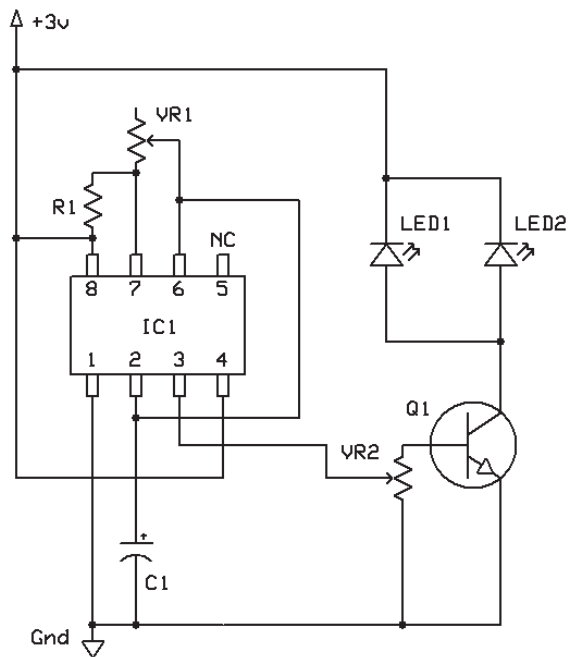 +3v
VR1
R1
NC
LED1
LED2
8 7 6 5
IC1
1 2 3 4
Q1
VR2
+
C1
Gnd